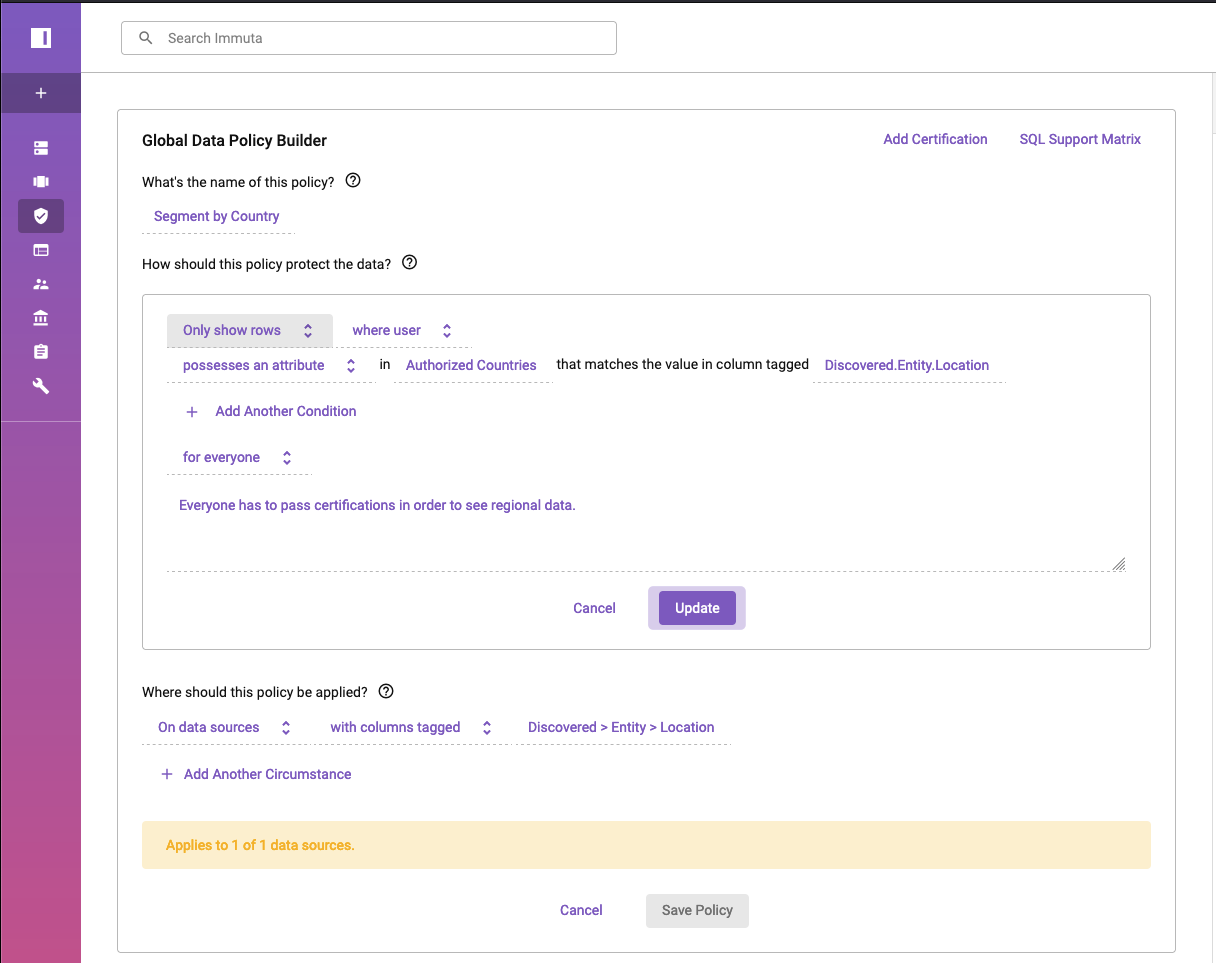 Search Immuta
Global Data Policy Builder
Add Certification
SQL Support Matrix
What's the name of this policy?
Segment by Country
How should this policy protect the data?
Only show rows where user
possesses an attribute in Authorized Countries that matches the value in column tagged Discovered.Entity.Location
+ Add Another Condition
for everyone
Everyone has to pass certifications in order to see regional data.
Cancel Update
Where should this policy be applied?
On data sources with columns tagged Discovered > Entity > Location
+ Add Another Circumstance
Applies to 1 of 1 data sources.
Cancel Save Policy